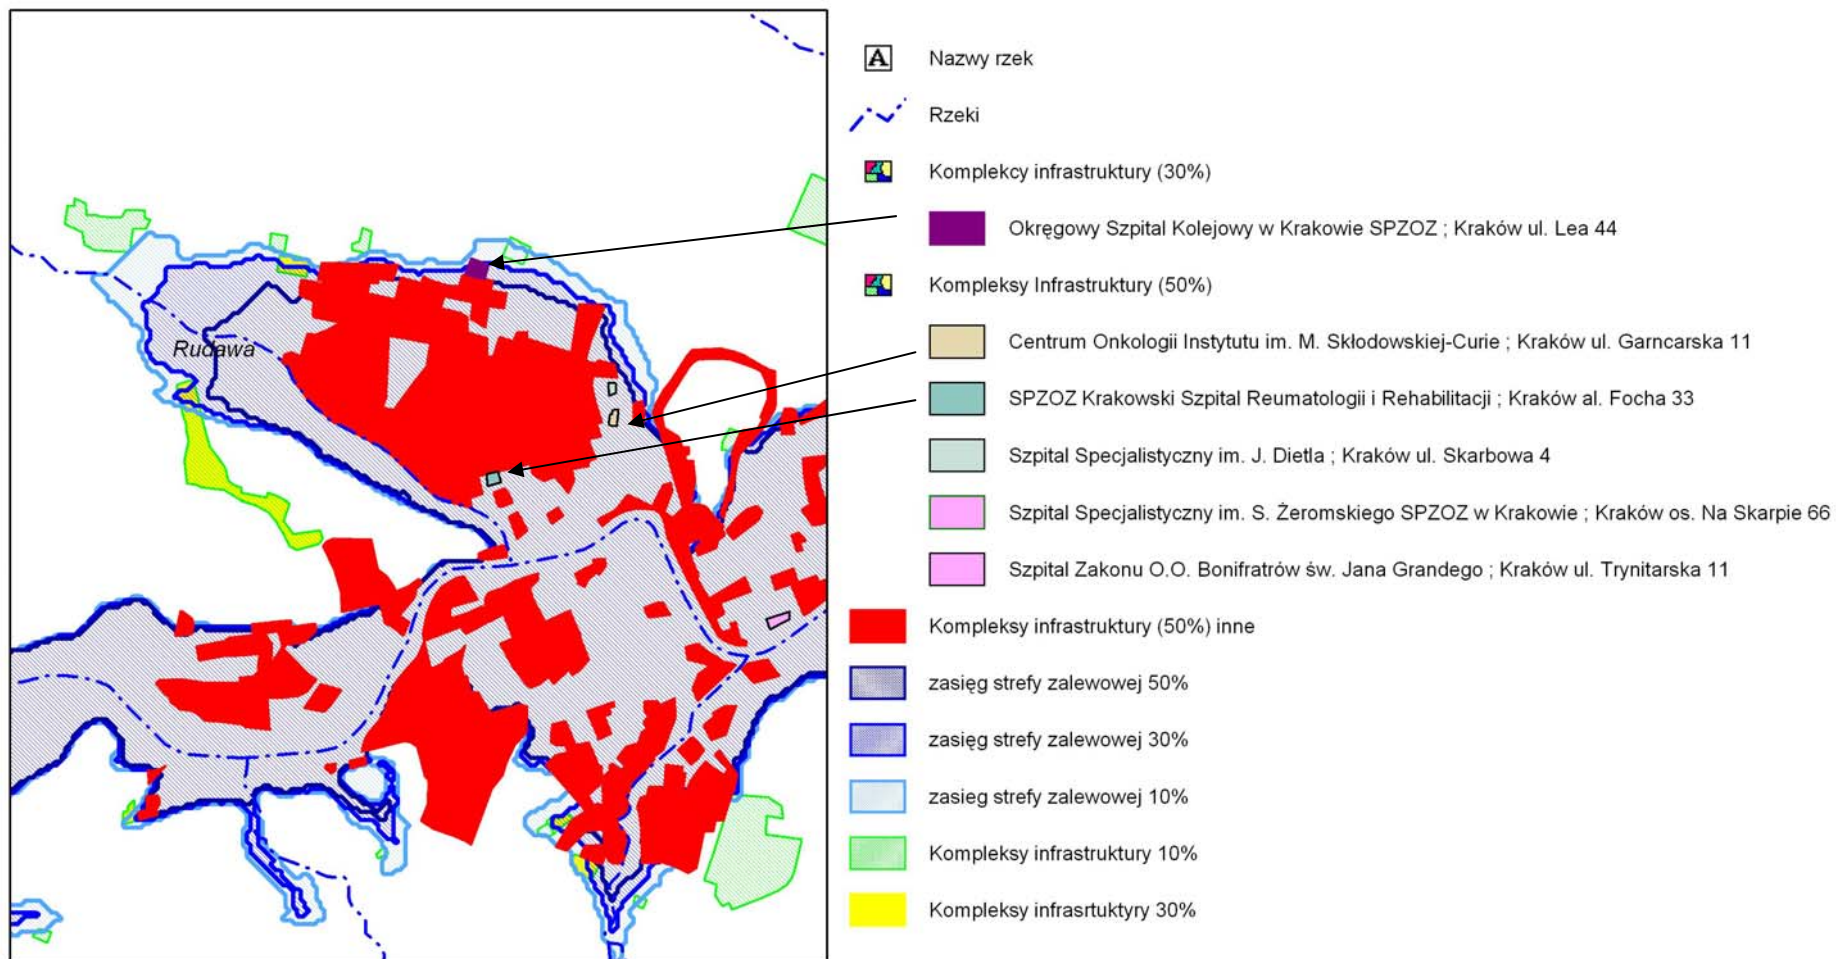 Rudawa
A Nazwy rzek
Rzeki
Komplekcy infrastruktury (30%)
Okręgowy Szpital Kolejowy w Krakowie SPZOZ ; Kraków ul. Lea 44
Kompleksy Infrastruktury (50%)
Centrum Onkologii Instytutu im. M. Skłodowskiej-Curie ; Kraków ul. Garncarska 11
SPZOZ Krakowski Szpital Reumatologii i Rehabilitacji ; Kraków al. Focha 33
Szpital Specjalistyczny im. J. Dietla ; Kraków ul. Skarbowa 4
Szpital Specjalistyczny im. S. Żeromskiego SPZOZ w Krakowie ; Kraków os. Na Skarpie 66
Szpital Zakonu O.O. Bonifratrów św. Jana Grandego ; Kraków ul. Trynitarska 11
Kompleksy infrastruktury (50%) inne
zasięg strefy zalewowej 50%
zasięg strefy zalewowej 30%
zasieg strefy zalewowej 10%
Kompleksy infrastruktury 10%
Kompleksy infrasrtuktyry 30%